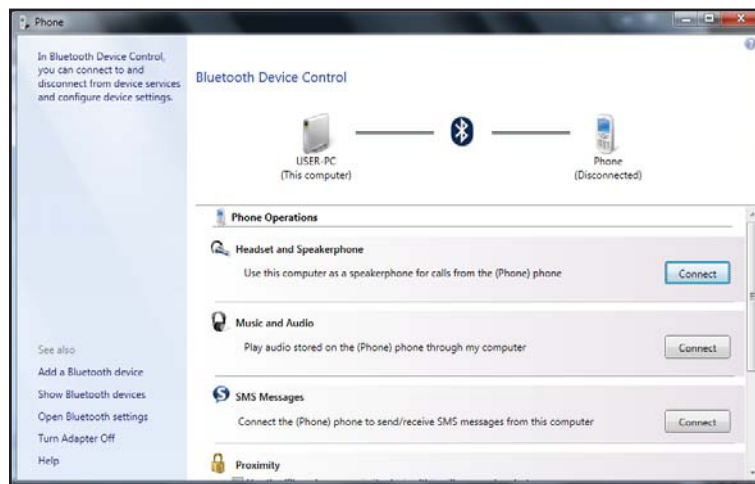 Phone
In Bluetooth Device Control,
you can connect to and
disconnect from device services
and configure device settings.
Bluetooth Device Control
USER-PC
(This computer)
Phone
(Disconnected)
Phone Operations
Headset and Speakerphone
Use this computer as a speakerphone for calls from the (Phone) phone
Connect
Music and Audio
Play audio stored on the (Phone) phone through my computer
Connect
SMS Messages
Connect the (Phone) phone to send/receive SMS messages from this computer
Connect
Proximity
See also
Add a Bluetooth device
Show Bluetooth devices
Open Bluetooth settings
Turn Adapter Off
Help